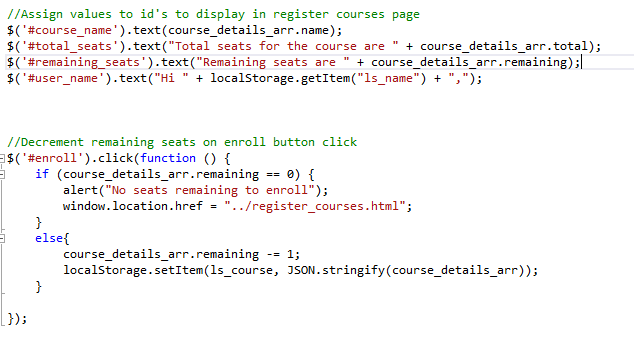 //Assign values to id's to display in register courses page
$('#course_name').text(course_details_arr.name);
$('#total_seats').text("Total seats for the course are " + course_details_arr.total);
$('#remaining_seats').text("Remaining seats are " + course_details_arr.remaining);
$('#user_name').text("Hi " + localStorage.getItem("ls_name") + ",");
//Decrement remaining seats on enroll button click
$('#enroll').click(function () {
if (course_details_arr.remaining == 0) {
alert("No seats remaining to enroll");
window.location.href = "../register_courses.html";
}
else{
course_details_arr.remaining -= 1;
localStorage.setItem(ls_course, JSON.stringify(course_details_arr));
}
});